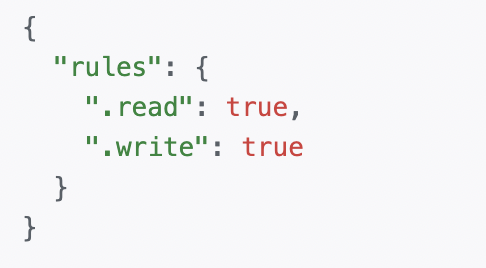 {
  "rules": {
    ".read": true,
    ".write": true
  }
}